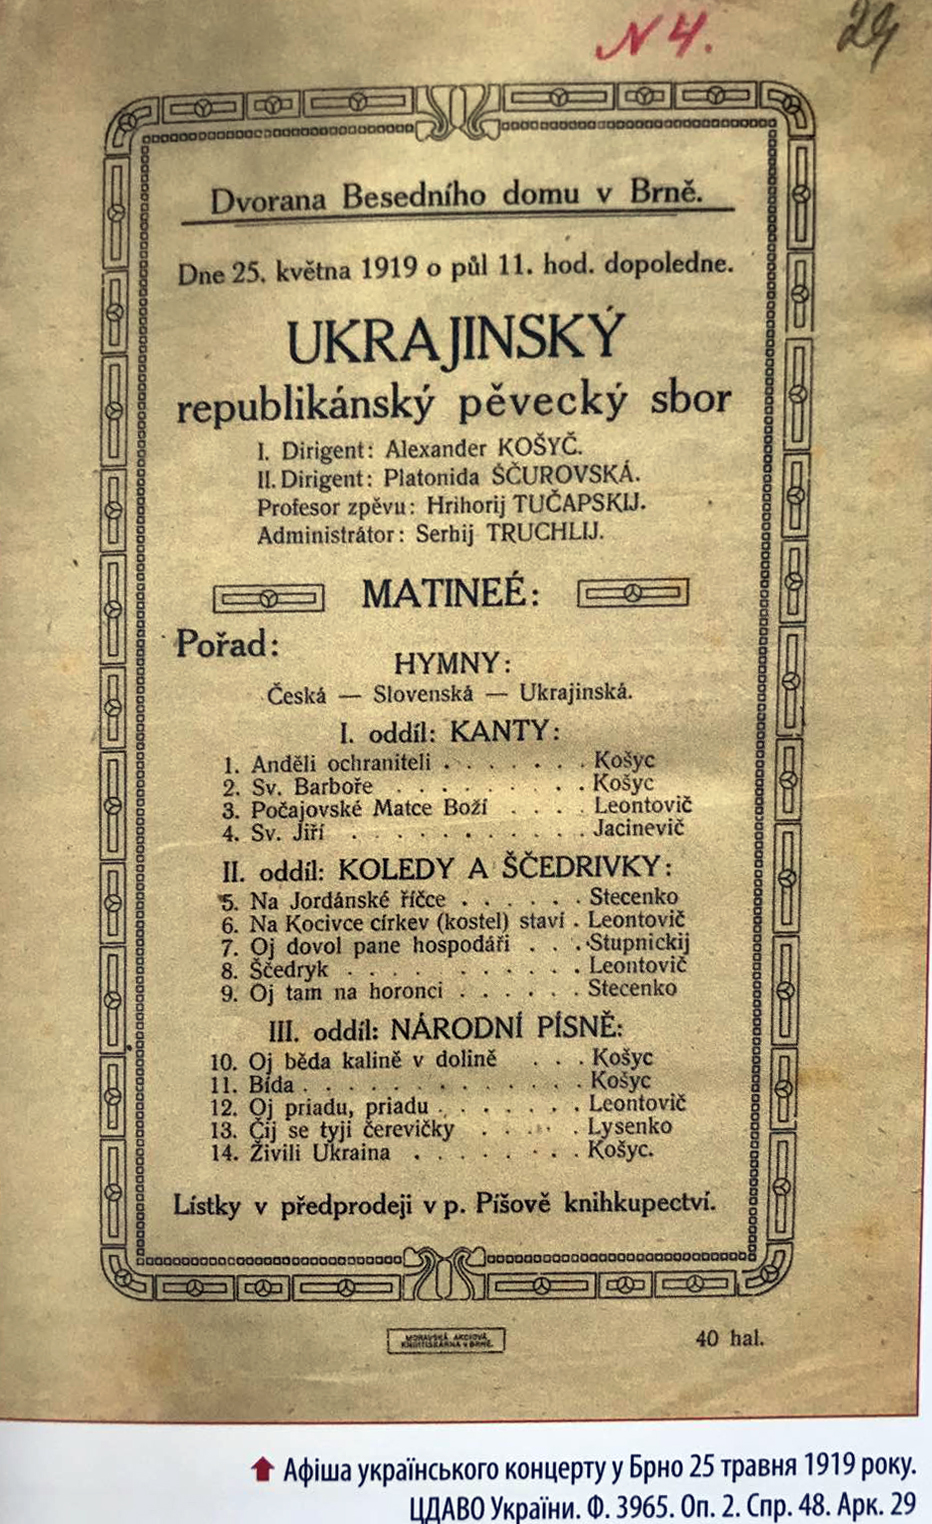 N 4.
29
Dvorana Besedního domu v Brně.
Dne 25. května 1919 o půl 11. hod. dopoledne.
UKRAJINSKÝ
republikánský pěvecký sbor
I. Dirigent: Alexander KOŠYČ.
II. Dirigent: Platonida ŠČUROVSKÁ.
Profesor zpěvu: Hrihorij TUČAPSKIJ.
Administrátor: Serhij TRUCHLIJ.
MATINEÉ:
Pořad:
HYMNY:
Česká — Slovenská — Ukrajinská.
I. oddíl: KANTY:
1. Anděli ochraniteli . . . . . . . Košyc
2. Sv. Barboře . . . . . . . . . Košyc
3. Počajovské Matce Boží . . . . Leontovič
4. Sv. Jiří . . . . . . . . . . . Jacinevič
II. oddíl: KOLEDY A ŠČEDRIVKY:
5. Na Jordánské říčce . . . . . . Stecenko
6. Na Kocivce církev (kostel) staví . Leontovič
7. Oj dovol pane hospodáři . . . Stupnickij
8. Ščedryk . . . . . . . . . . Leontovič
9. Oj tam na horonci . . . . . . Stecenko
III. oddíl: NÁRODNÍ PÍSNĚ:
10. Oj běda kalině v dolině . . . Košyc
11. Bída . . . . . . . . . . . . Košyc
12. Oj priadu, priadu . . . . . . . Leontovič
13. Čij se tyji čerevičky . . . . . Lysenko
14. Živili Ukraina . . . . . . . . Košyc.
Lístky v předprodeji v p. Píšově knihkupectví.
MORAVSKÁ AKCIOVÁ
KNIHTISKÁRNA v BRNĚ.
40 hal.
Афіша українського концерту у Брно 25 травня 1919 року.
ЦДАВО України. Ф. 3965. Оп. 2. Спр. 48. Арк. 29